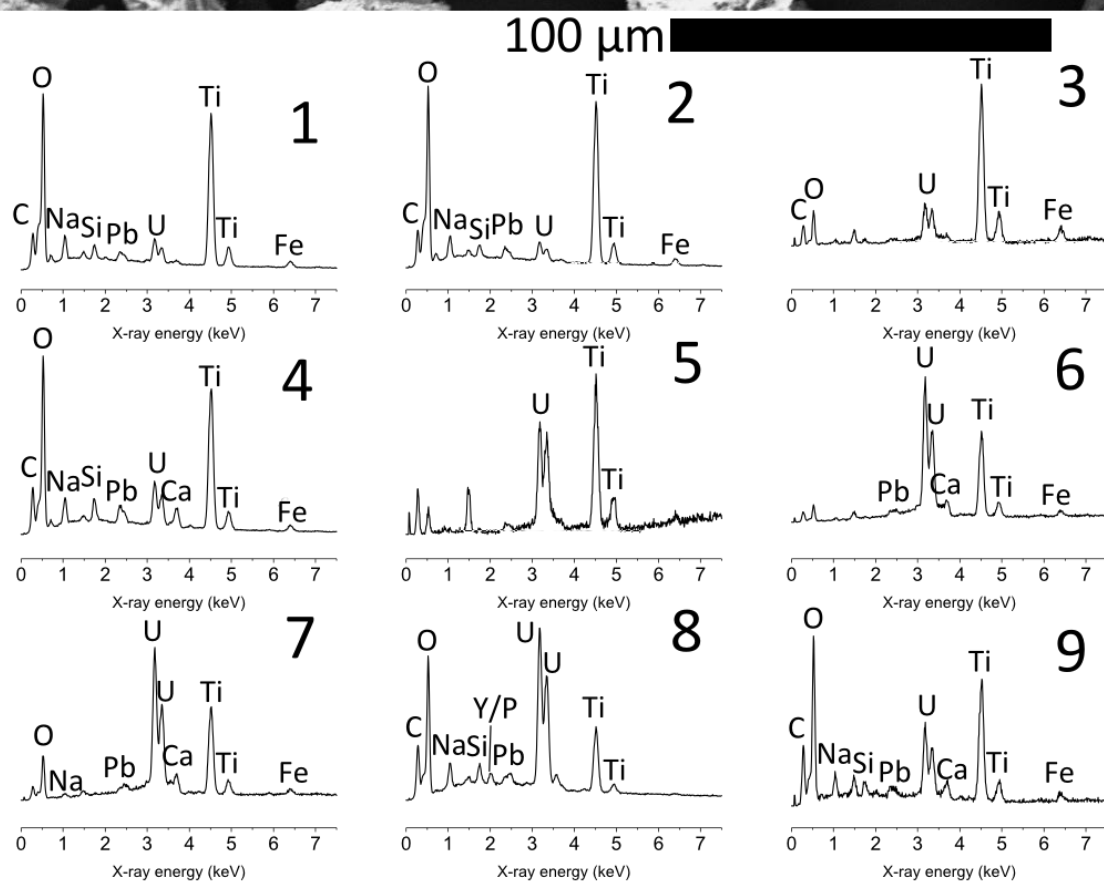 100 μm
O Ti 1 C Na Si Pb U Ti Fe
0 1 2 3 4 5 6 7
X-ray energy (keV)
O Ti 2 C Na Si Pb U Ti Fe
0 1 2 3 4 5 6 7
X-ray energy (keV)
Ti 3 C O U Ti Fe
0 1 2 3 4 5 6 7
X-ray energy (keV)
O Ti 4 C Na Si Pb U Ca Ti Fe
0 1 2 3 4 5 6 7
X-ray energy (keV)
Ti 5 U Ti
0 1 2 3 4 5 6 7
X-ray energy (keV)
U 6 U Ti Pb Ca Ti Fe
0 1 2 3 4 5 6 7
X-ray energy (keV)
U 7 U Ti O Na Pb Ca Ti Fe
0 1 2 3 4 5 6 7
X-ray energy (keV)
U 8 O U Y/P Ti C Na Si Pb Ti
0 1 2 3 4 5 6 7
X-ray energy (keV)
O 9 Ti U C Na Si Pb Ca Ti Fe
0 1 2 3 4 5 6 7
X-ray energy (keV)